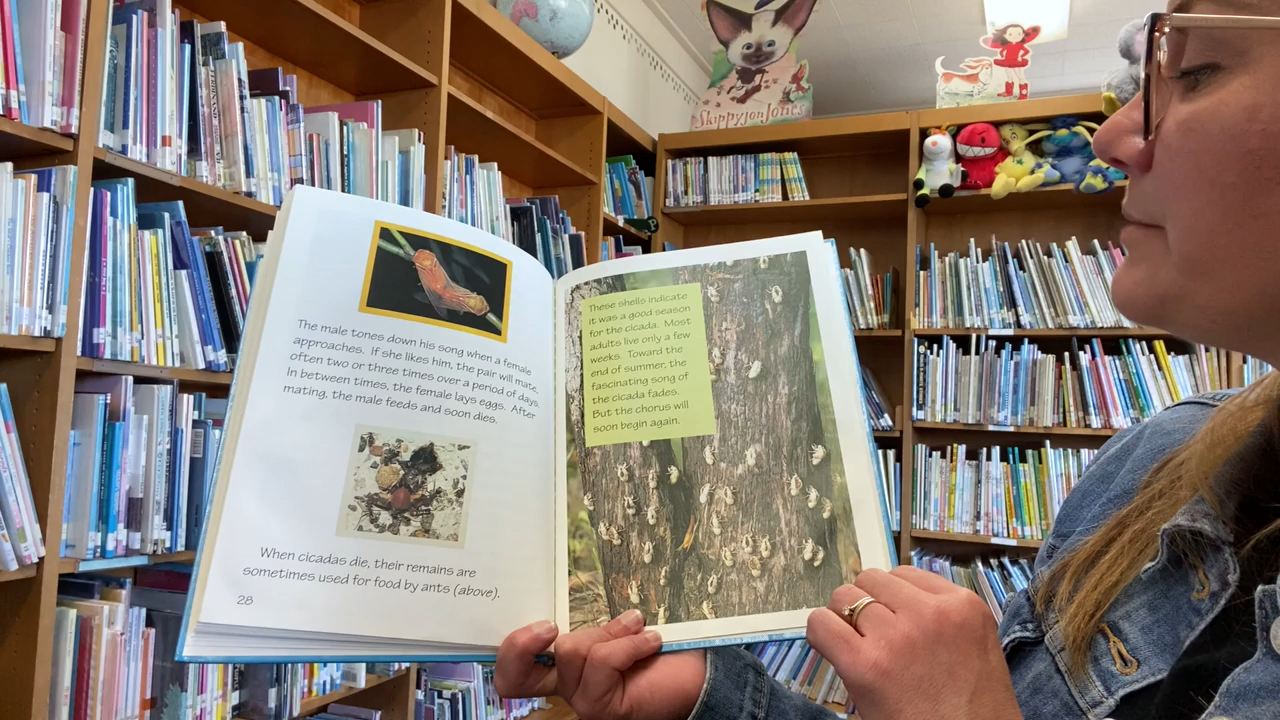 SkippyjonJones
The male tones down his song when a female
approaches. If she likes him, the pair will mate,
often two or three times over a period of days.
In between times, the female lays eggs. After
mating, the male feeds and soon dies.
When cicadas die, their remains are
sometimes used for food by ants (above).
28
These shells indicate
it was a good season
for the cicada. Most
adults live only a few
weeks. Toward the
end of summer, the
fascinating song of
the cicada fades.
But the chorus will
soon begin again.